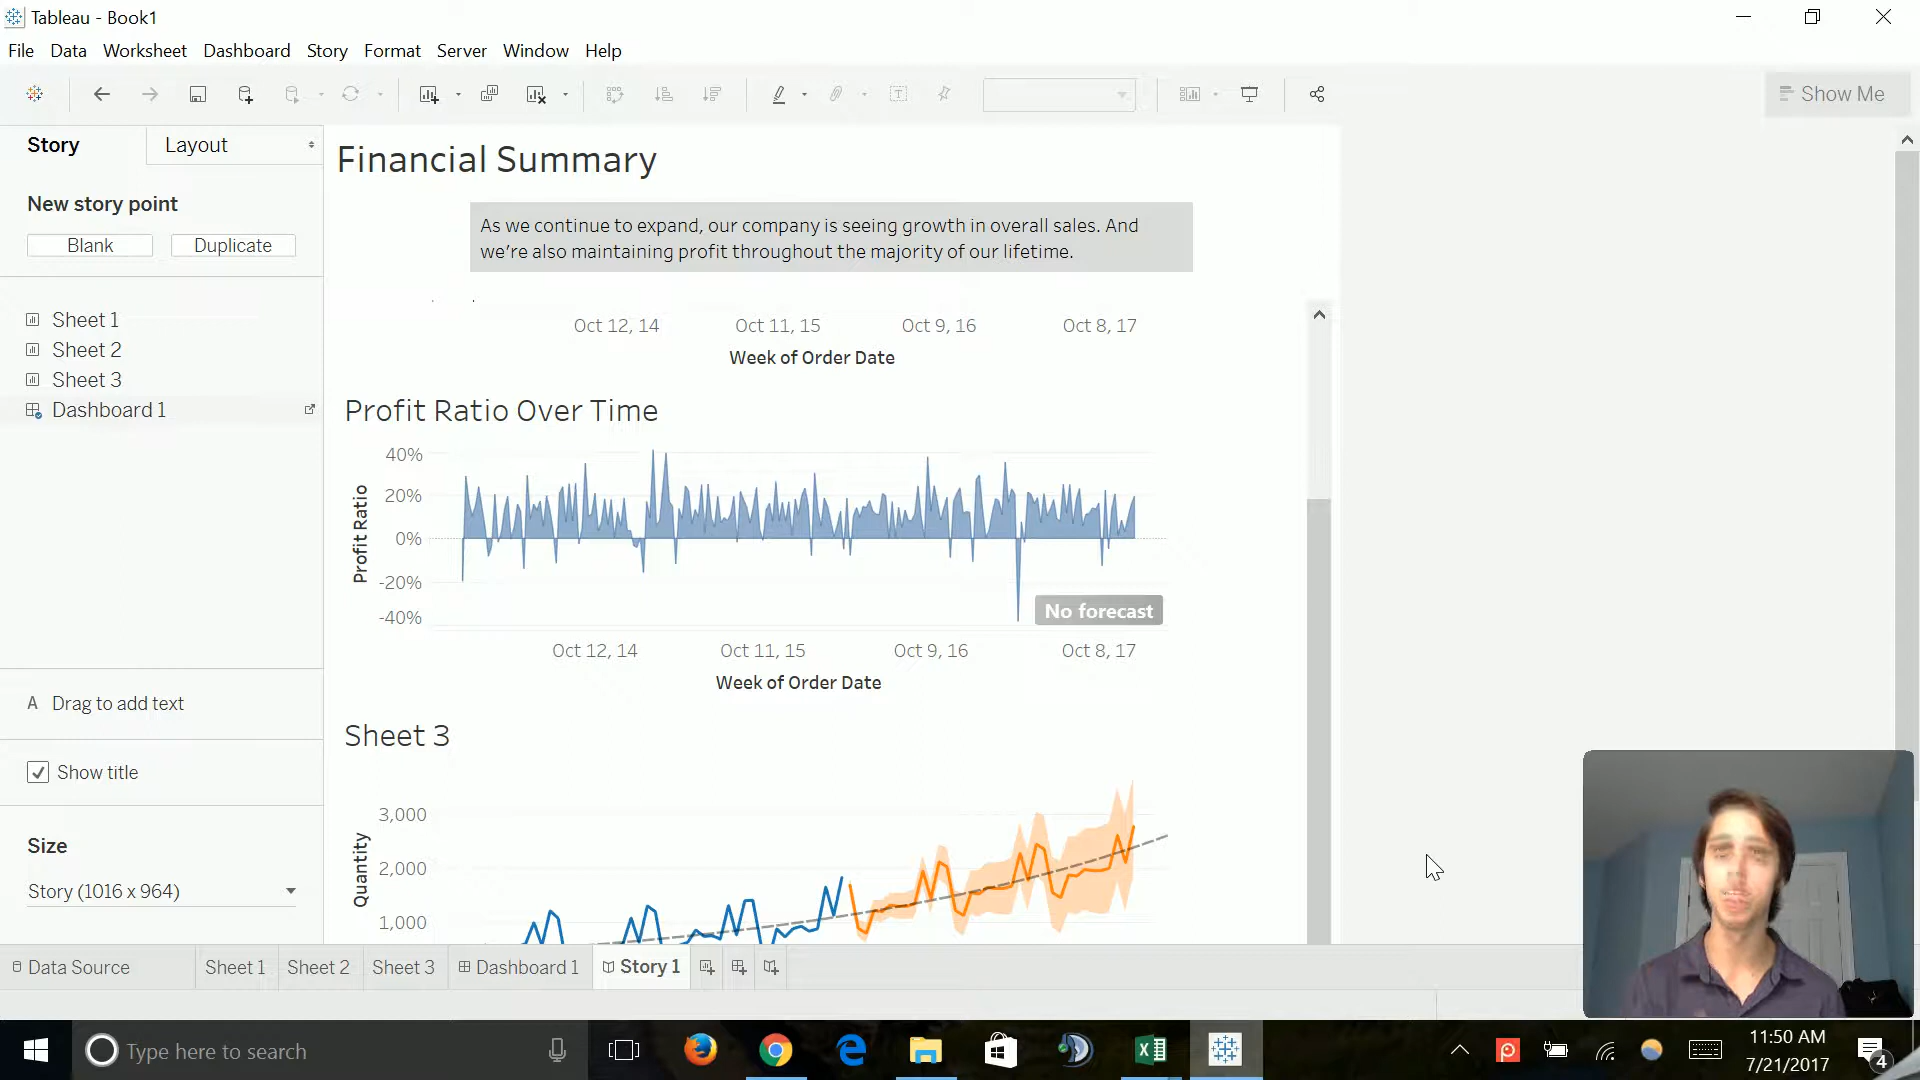 Tableau - Book1
File Data Worksheet Dashboard Story Format Server Window Help
Show Me
Story Layout
New story point
Blank Duplicate
Sheet 1
Sheet 2
Sheet 3
Dashboard 1
A Drag to add text
Show title
Size
Story (1016 x 964)
Financial Summary
As we continue to expand, our company is seeing growth in overall sales. And
we're also maintaining profit throughout the majority of our lifetime.
Oct 12, 14 Oct 11, 15 Oct 9, 16 Oct 8, 17
Week of Order Date
Profit Ratio Over Time
Profit Ratio
40%
20%
0%
-20%
-40%
No forecast
Oct 12, 14 Oct 11, 15 Oct 9, 16 Oct 8, 17
Week of Order Date
Sheet 3
Quantity
3,000
2,000
1,000
Data Source Sheet 1 Sheet 2 Sheet 3 Dashboard 1 Story 1
Type here to search
11:50 AM
7/21/2017
4